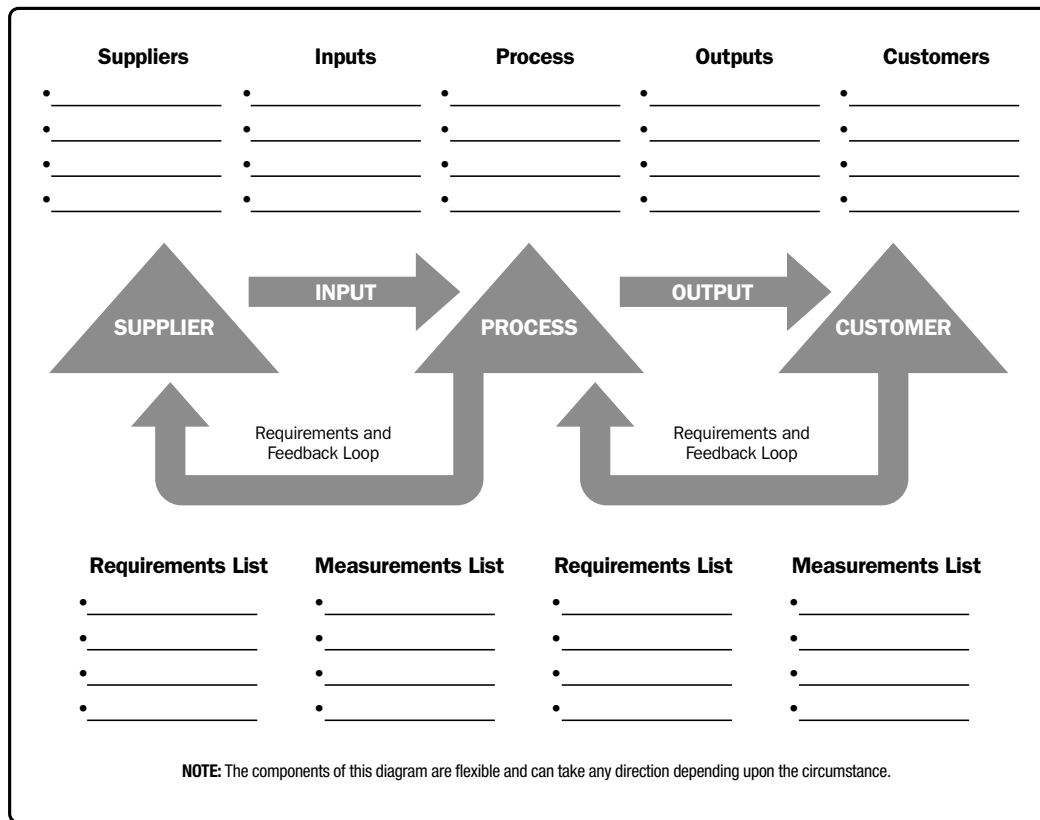 Suppliers
Inputs
Process
Outputs
Customers
SUPPLIER
INPUT
PROCESS
OUTPUT
CUSTOMER
Requirements and
Feedback Loop
Requirements and
Feedback Loop
Requirements List
Measurements List
Requirements List
Measurements List
NOTE: The components of this diagram are flexible and can take any direction depending upon the circumstance.